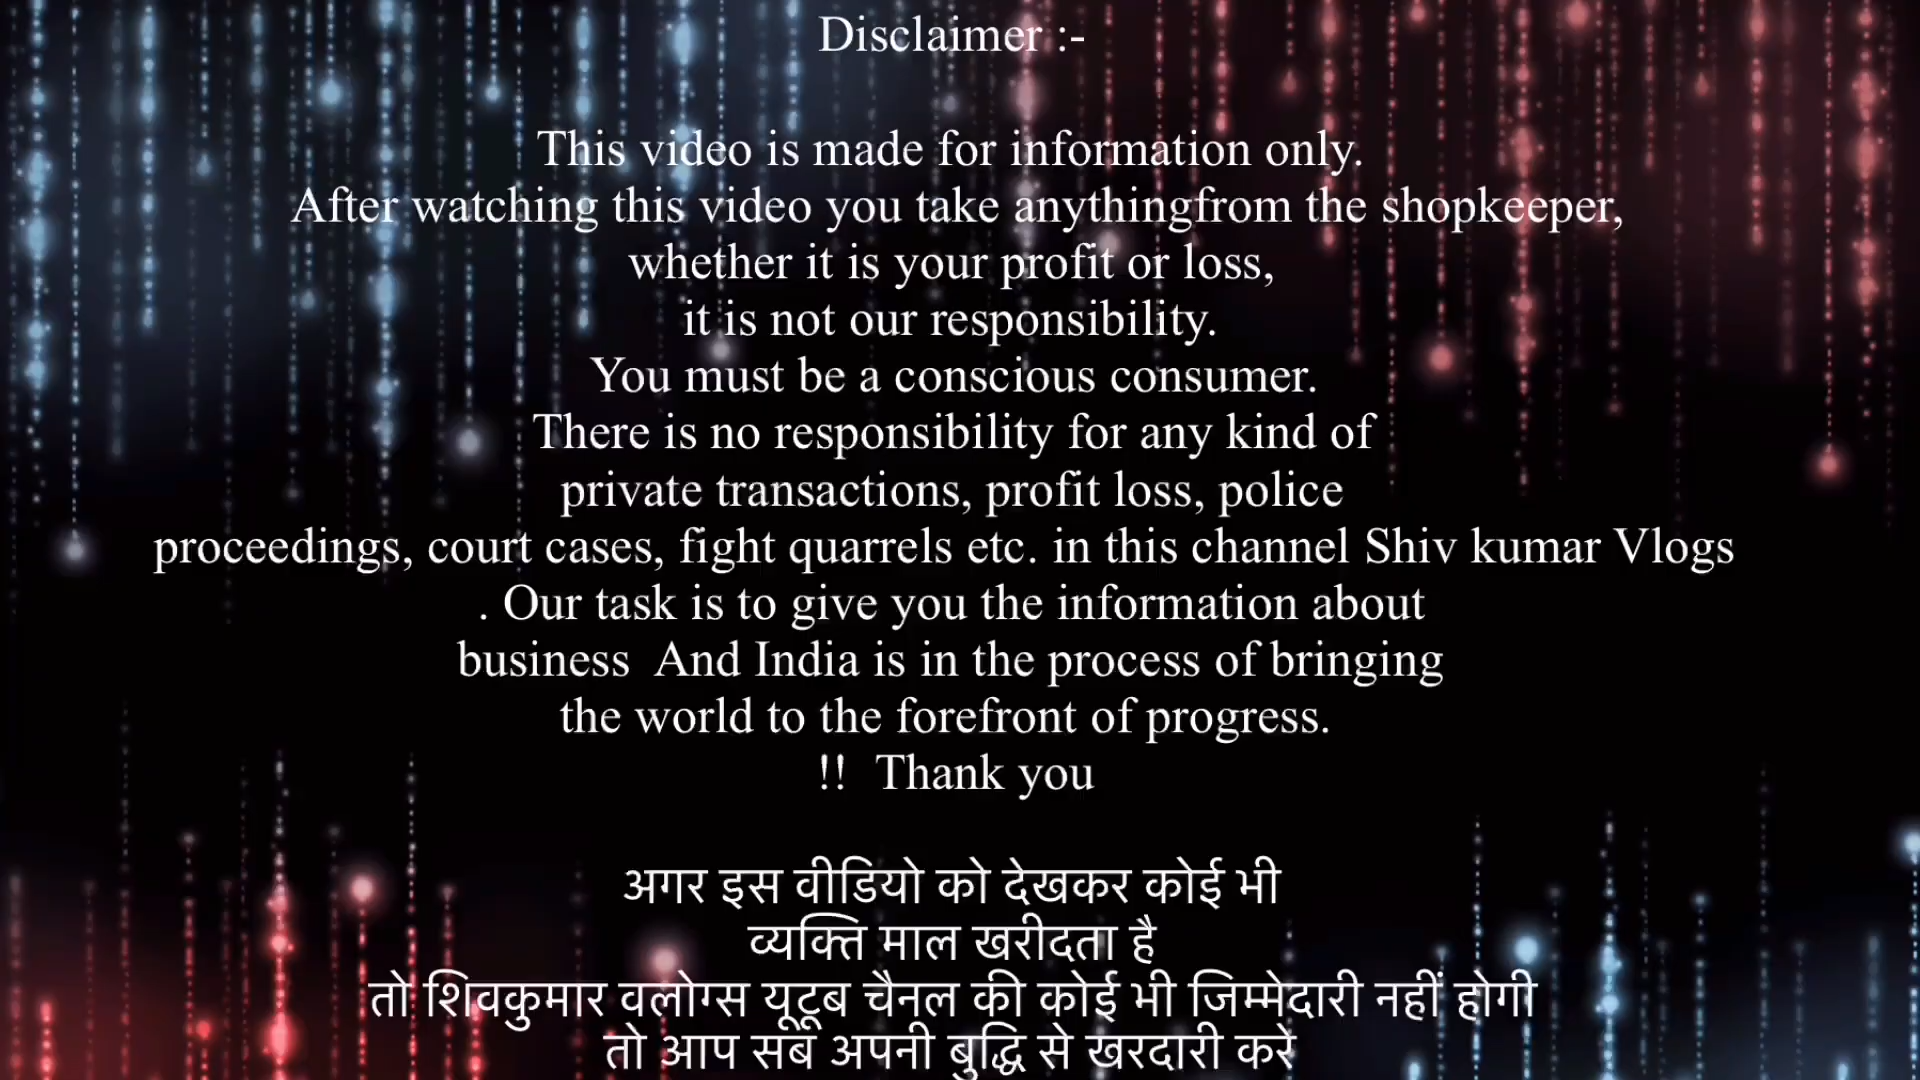 Disclaimer :-
This video is made for information only.
After watching this video you take anythingfrom the shopkeeper,
whether it is your profit or loss,
it is not our responsibility.
You must be a conscious consumer.
There is no responsibility for any kind of
private transactions, profit loss, police
proceedings, court cases, fight quarrels etc. in this channel Shiv kumar Vlogs
. Our task is to give you the information about
business  And India is in the process of bringing
the world to the forefront of progress.
!!  Thank you
अगर इस वीडियो को देखकर कोई भी
व्यक्ति माल खरीदता है
तो शिवकुमार वलोग्स यूटूब चैनल की कोई भी जिम्मेदारी नहीं होगी
तो आप सब अपनी बुद्धि से खरदारी करे